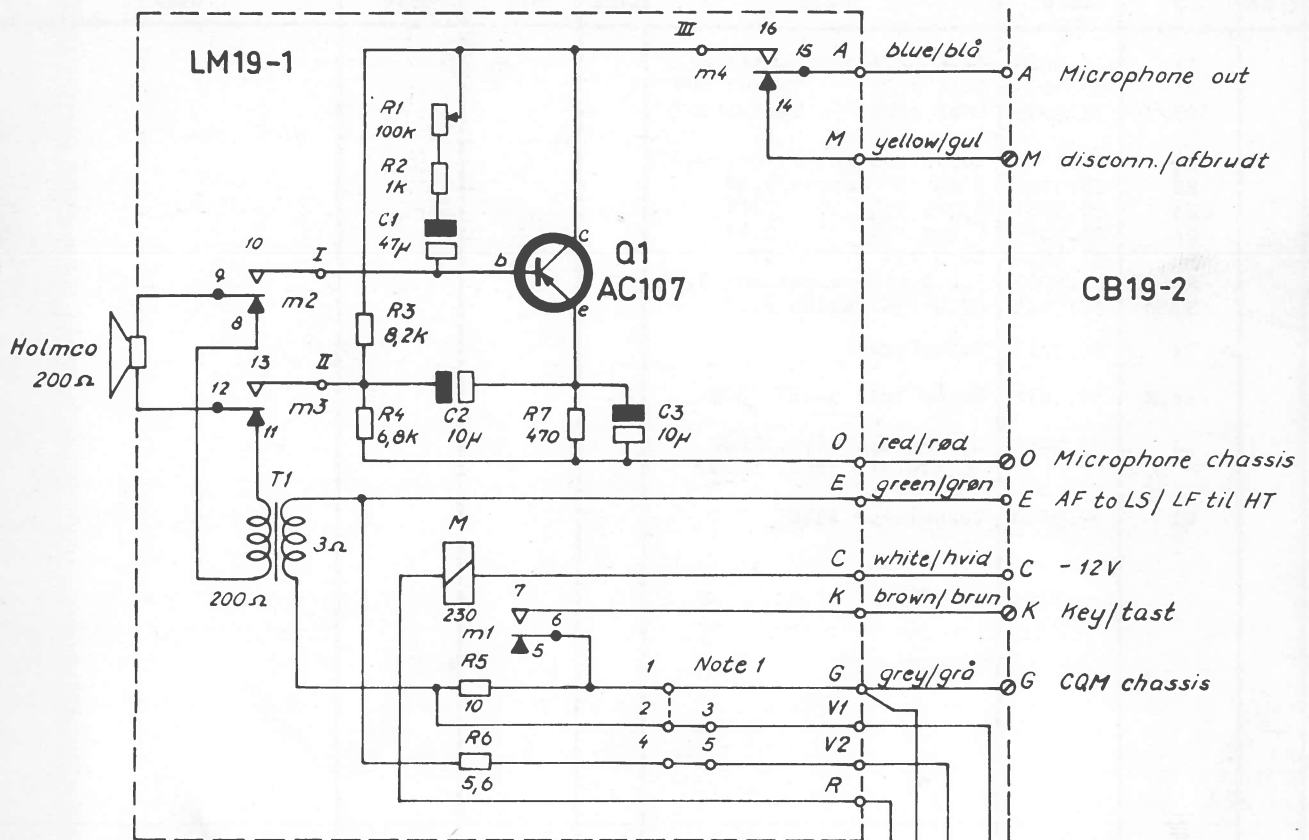 LM19-1
III
16
15
A
blue/blå
A
Microphone out
m4
14
R1
100k
M
yellow/gul
M
disconn./afbrudt
R2
1k
C1
47µ
10
I
b
c
Q1
AC107
e
CB19-2
9
m2
8
R3
8,2k
Holmco
200Ω
13
II
12
m3
11
R4
6,8k
C2
10µ
R7
470
C3
10µ
O
red/rød
O
Microphone chassis
T1
E
green/grøn
E
AF to LS/ LF til HT
3Ω
M
C
white/hvid
C
-12V
200Ω
230
7
K
brown/brun
K
Key/tast
m1
6
5
R5
10
1
Note 1
G
grey/grå
G
CQM chassis
2
3
V1
R6
5,6
4
5
V2
R